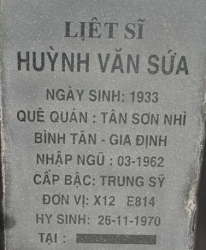 LIỆT SĨ
HUỲNH VĂN SỨA
NGÀY SINH: 1933
QUÊ QUÁN : TÂN SƠN NHÌ
BÌNH TÂN - GIA ĐỊNH
NHẬP NGŨ : 03-1962
CẤP BẬC: TRUNG SỸ
ĐƠN VỊ: X12 E814
HY SINH: 26-11-1970
TẠI :